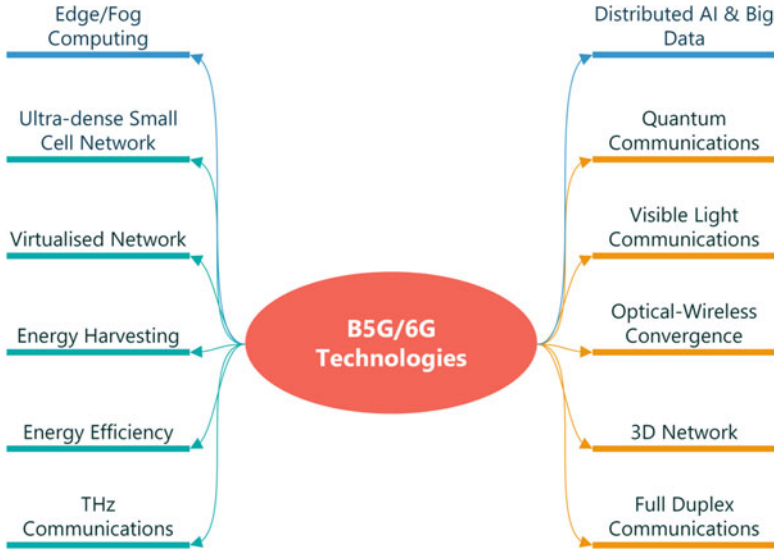 Edge/Fog
Computing
Ultra-dense Small
Cell Network
Virtualised Network
Energy Harvesting
Energy Efficiency
THz
Communications
B5G/6G
Technologies
Distributed AI & Big
Data
Quantum
Communications
Visible Light
Communications
Optical-Wireless
Convergence
3D Network
Full Duplex
Communications